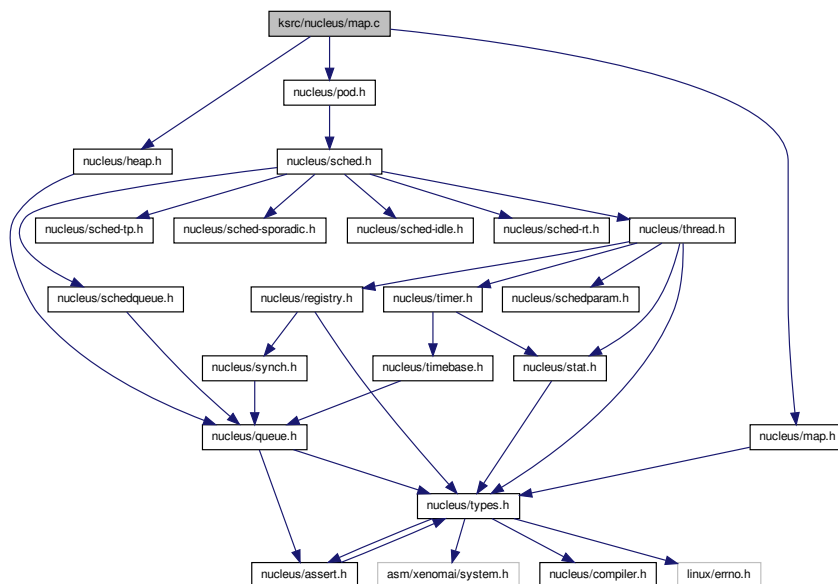 ksrc/nucleus/map.c
nucleus/pod.h
nucleus/heap.h
nucleus/sched.h
nucleus/sched-tp.h
nucleus/sched-sporadic.h
nucleus/sched-idle.h
nucleus/sched-rt.h
nucleus/thread.h
nucleus/schedqueue.h
nucleus/registry.h
nucleus/timer.h
nucleus/schedparam.h
nucleus/synch.h
nucleus/timebase.h
nucleus/stat.h
nucleus/queue.h
nucleus/map.h
nucleus/types.h
nucleus/assert.h
asm/xenomai/system.h
nucleus/compiler.h
linux/errno.h